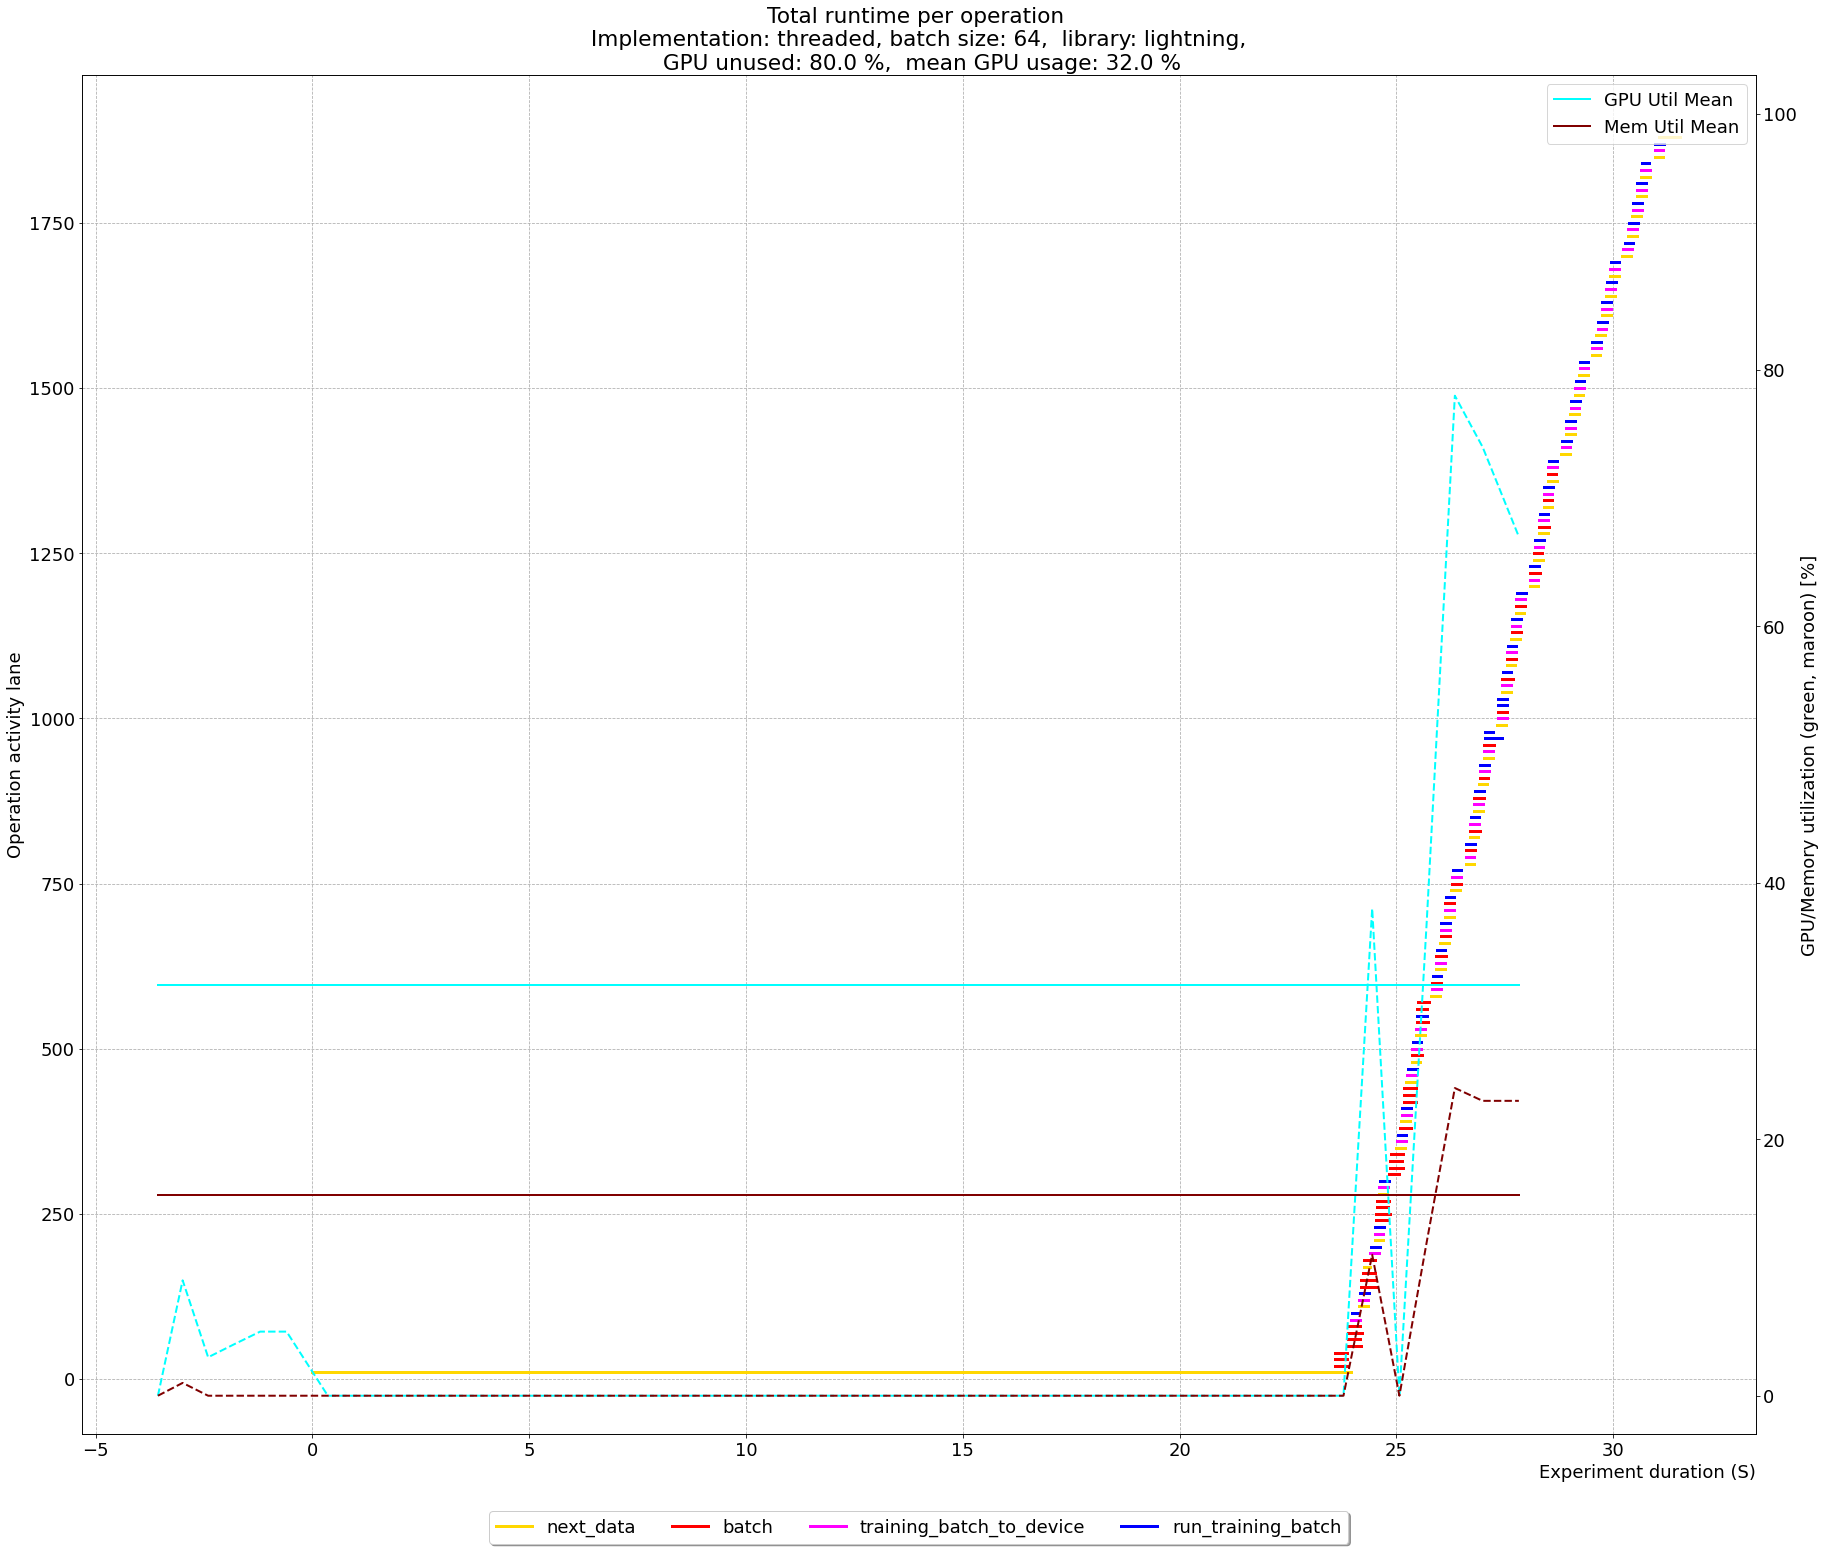 Total runtime per operation
Implementation: threaded, batch size: 64,  library: lightning,
GPU unused: 80.0 %,  mean GPU usage: 32.0 %
GPU Util Mean
Mem Util Mean
Operation activity lane
1750
1500
1250
1000
750
500
250
0
GPU/Memory utilization (green, maroon) [%]
100
80
60
40
20
0
−5 0 5 10 15 20 25 30
Experiment duration (S)
next_data batch training_batch_to_device run_training_batch